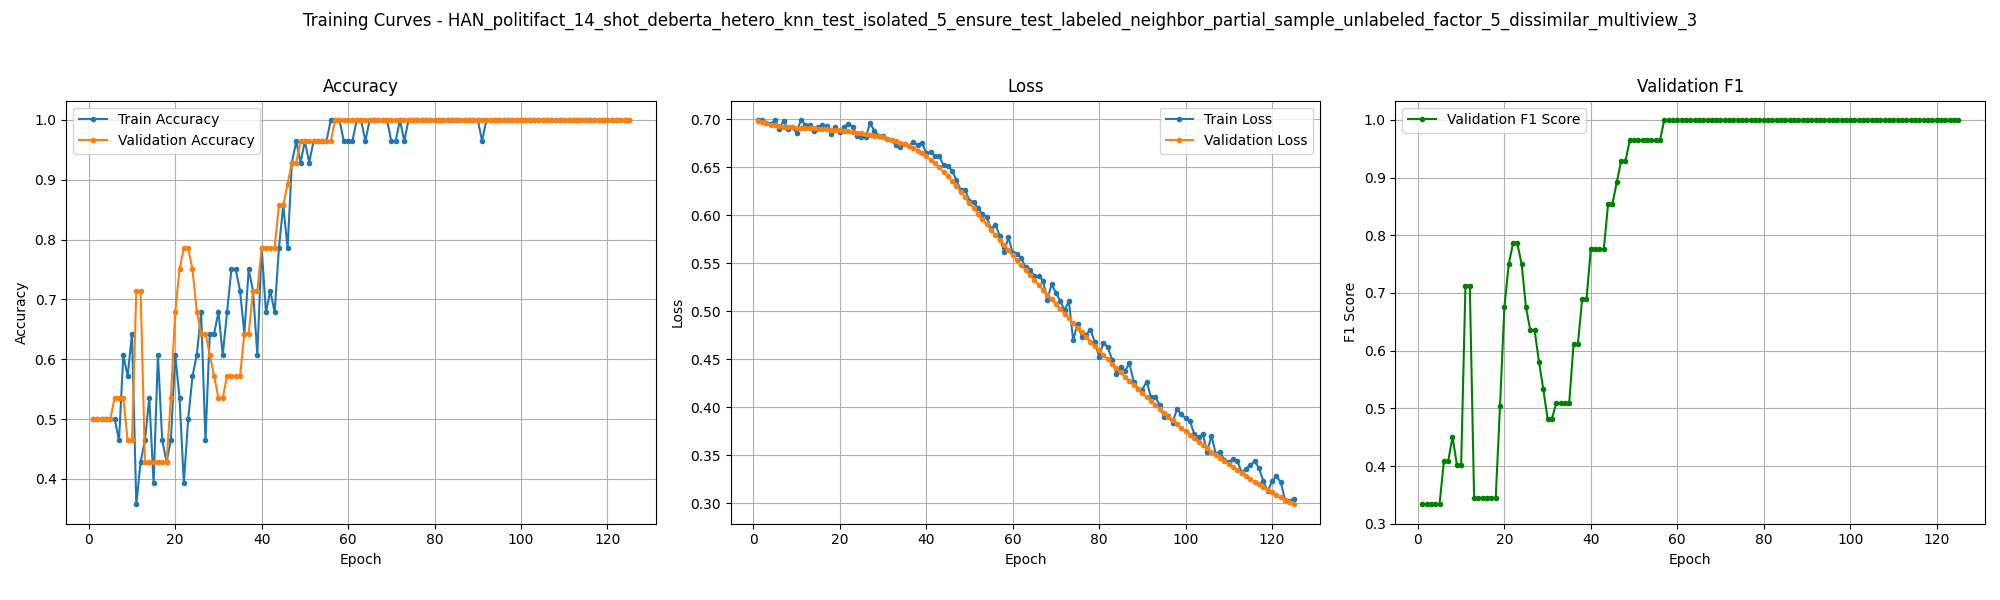 Training Curves - HAN_politifact_14_shot_deberta_hetero_knn_test_isolated_5_ensure_test_labeled_neighbor_partial_sample_unlabeled_factor_5_dissimilar_multiview_3
Accuracy
Train Accuracy
Validation Accuracy
1.0
0.9
0.8
0.7
0.6
0.5
0.4
Accuracy
0 20 40 60 80 100 120
Epoch
Loss
Train Loss
Validation Loss
0.70
0.65
0.60
0.55
0.50
0.45
0.40
0.35
0.30
Loss
0 20 40 60 80 100 120
Epoch
Validation F1
Validation F1 Score
1.0
0.9
0.8
0.7
0.6
0.5
0.4
0.3
F1 Score
0 20 40 60 80 100 120
Epoch